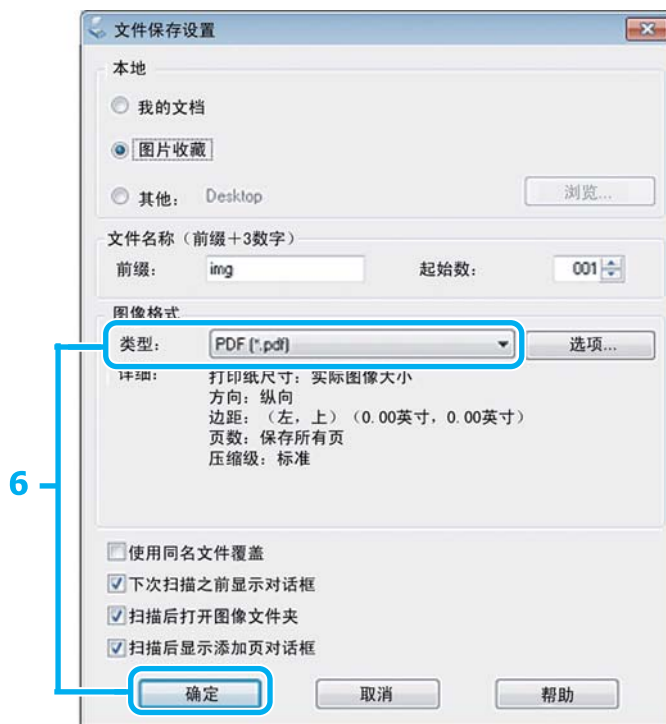 文件保存设置
本地
我的文档
图片收藏
其他： Desktop 浏览...
文件名称（前缀＋3数字）
前缀： img 起始数： 001
图像格式
类型： PDF (*.pdf) 选项...
详细： 打印纸尺寸：实际图像大小
方向：纵向
边距：（左，上）（0.00英寸，0.00英寸）
页数：保存所有页
压缩级：标准
6
使用同名文件覆盖
下次扫描之前显示对话框
扫描后打开图像文件夹
扫描后显示添加页对话框
确定 取消 帮助